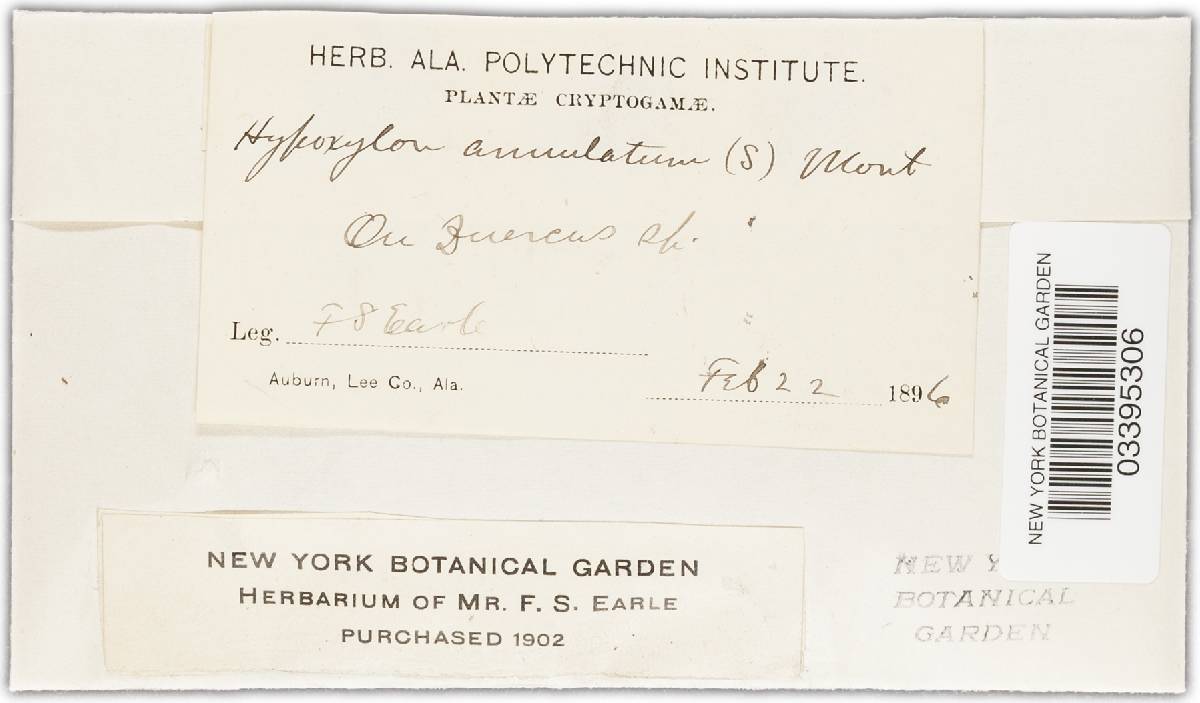 HERB. ALA. POLYTECHNIC INSTITUTE.
PLANTÆ CRYPTOGAMÆ.
Hypoxylon annulatum (S) Mont
On Quercus sp.
Leg. F S Earle
Auburn, Lee Co., Ala.
Feb 22 1896
NEW YORK BOTANICAL GARDEN
03395306
NEW YORK BOTANICAL GARDEN
HERBARIUM OF MR. F. S. EARLE
PURCHASED 1902
NEW Y
BOTANICAL
GARDEN